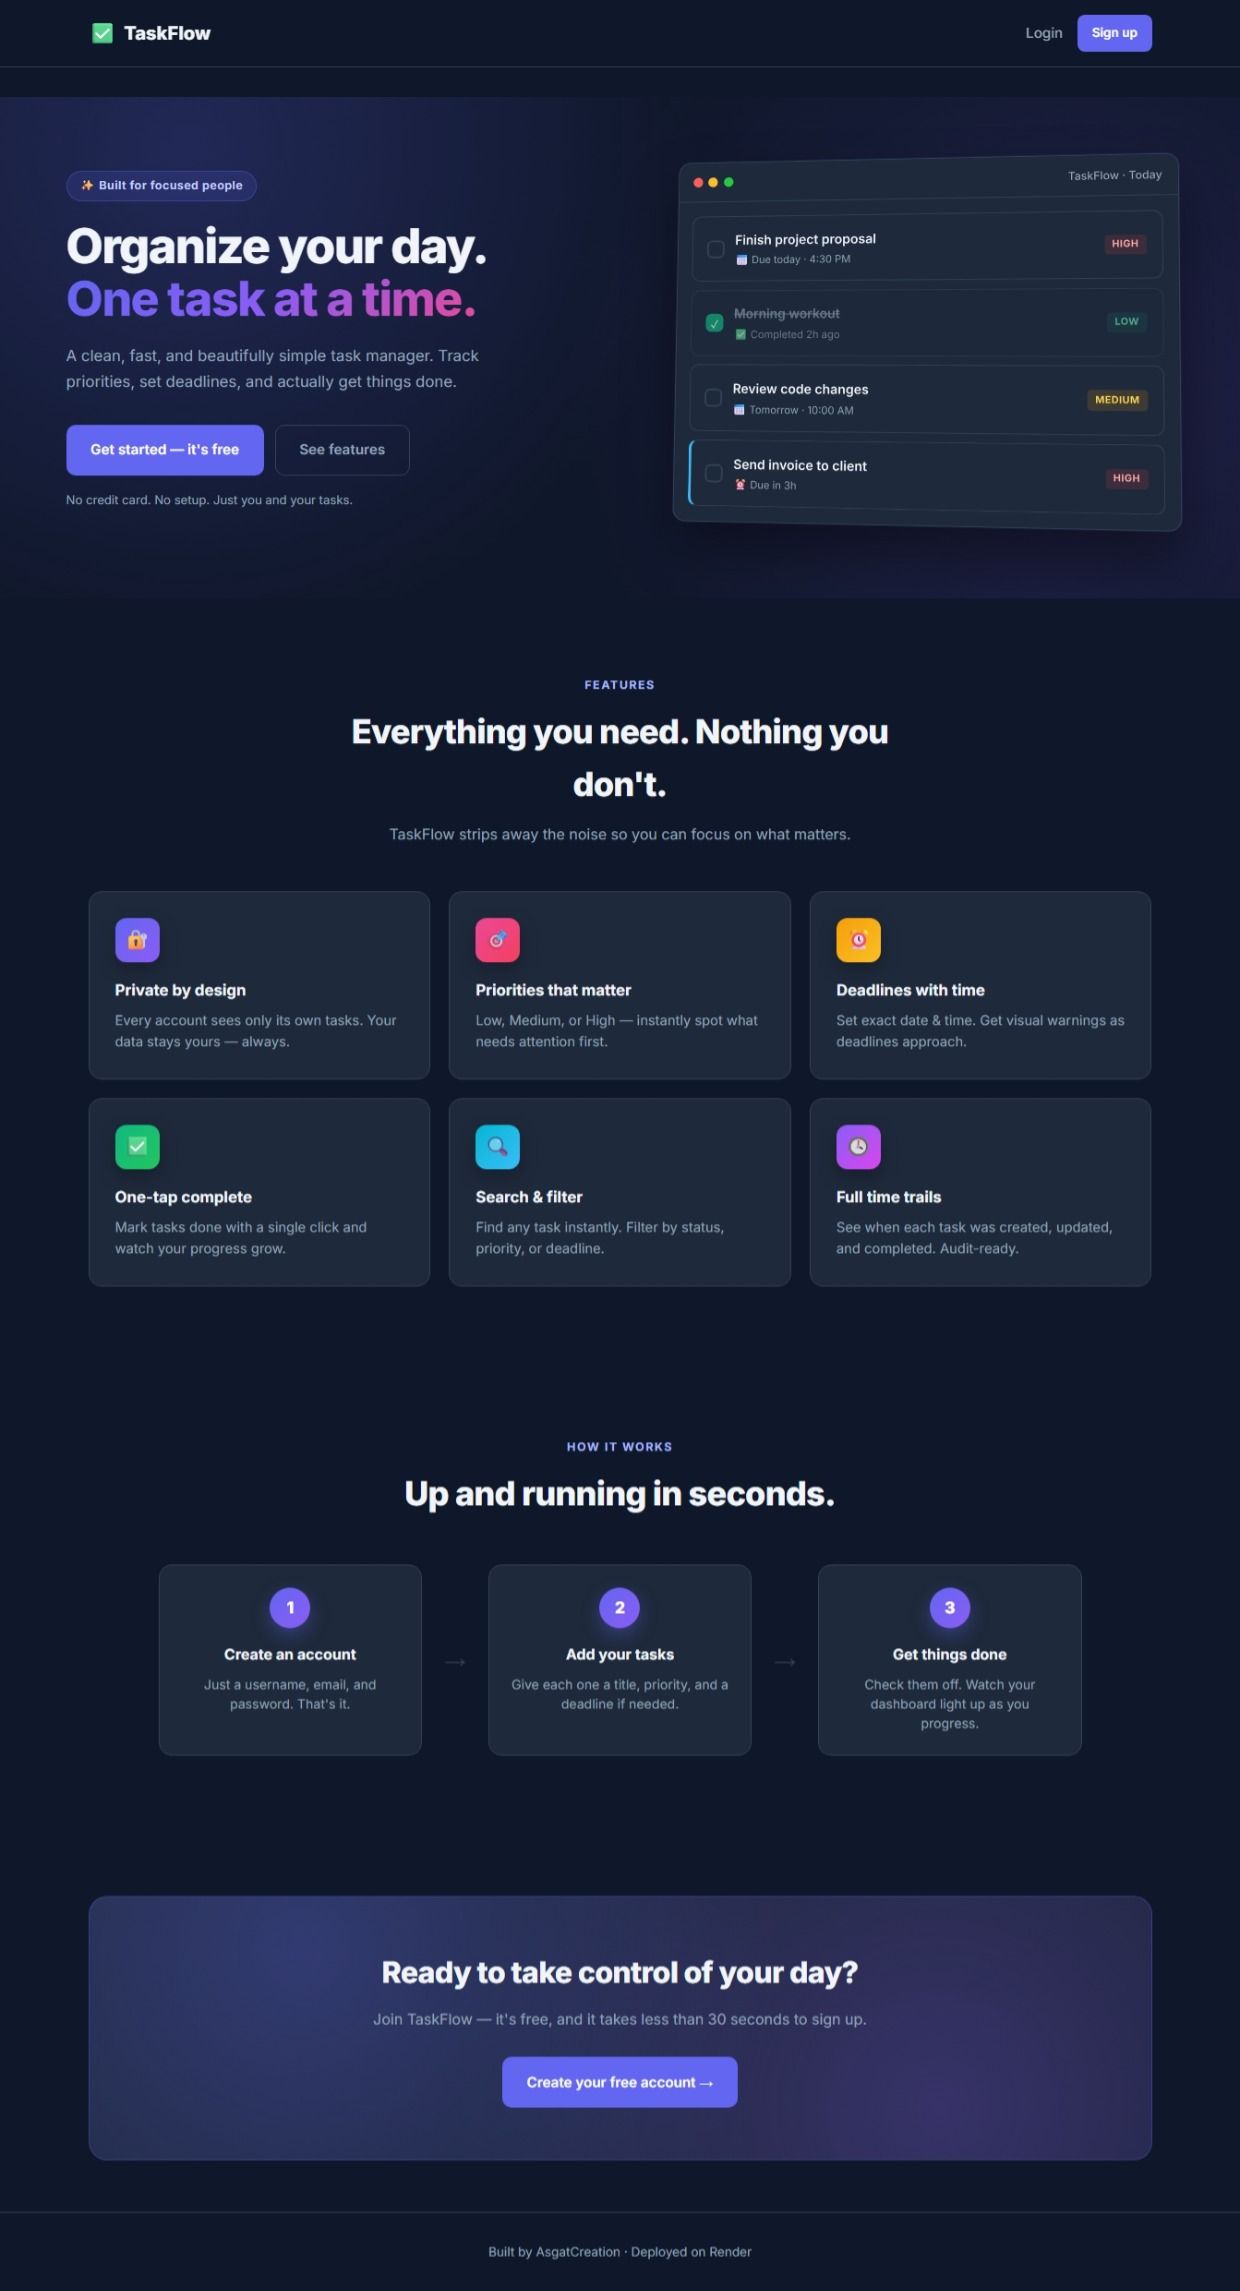 TaskFlow
Login
Sign up
✨ Built for focused people
Organize your day.
One task at a time.
A clean, fast, and beautifully simple task manager. Track
priorities, set deadlines, and actually get things done.
Get started — it's free
See features
No credit card. No setup. Just you and your tasks.
TaskFlow · Today
Finish project proposal
Due today · 4:30 PM
HIGH
Morning workout
Completed 2h ago
LOW
Review code changes
Tomorrow · 10:00 AM
MEDIUM
Send invoice to client
Due in 3h
HIGH
FEATURES
Everything you need. Nothing you
don't.
TaskFlow strips away the noise so you can focus on what matters.
Private by design
Every account sees only its own tasks. Your
data stays yours — always.
Priorities that matter
Low, Medium, or High — instantly spot what
needs attention first.
Deadlines with time
Set exact date & time. Get visual warnings as
deadlines approach.
One-tap complete
Mark tasks done with a single click and
watch your progress grow.
Search & filter
Find any task instantly. Filter by status,
priority, or deadline.
Full time trails
See when each task was created, updated,
and completed. Audit-ready.
HOW IT WORKS
Up and running in seconds.
1
Create an account
Just a username, email, and
password. That's it.
→
2
Add your tasks
Give each one a title, priority, and a
deadline if needed.
→
3
Get things done
Check them off. Watch your
dashboard light up as you
progress.
Ready to take control of your day?
Join TaskFlow — it's free, and it takes less than 30 seconds to sign up.
Create your free account →
Built by AsgatCreation · Deployed on Render